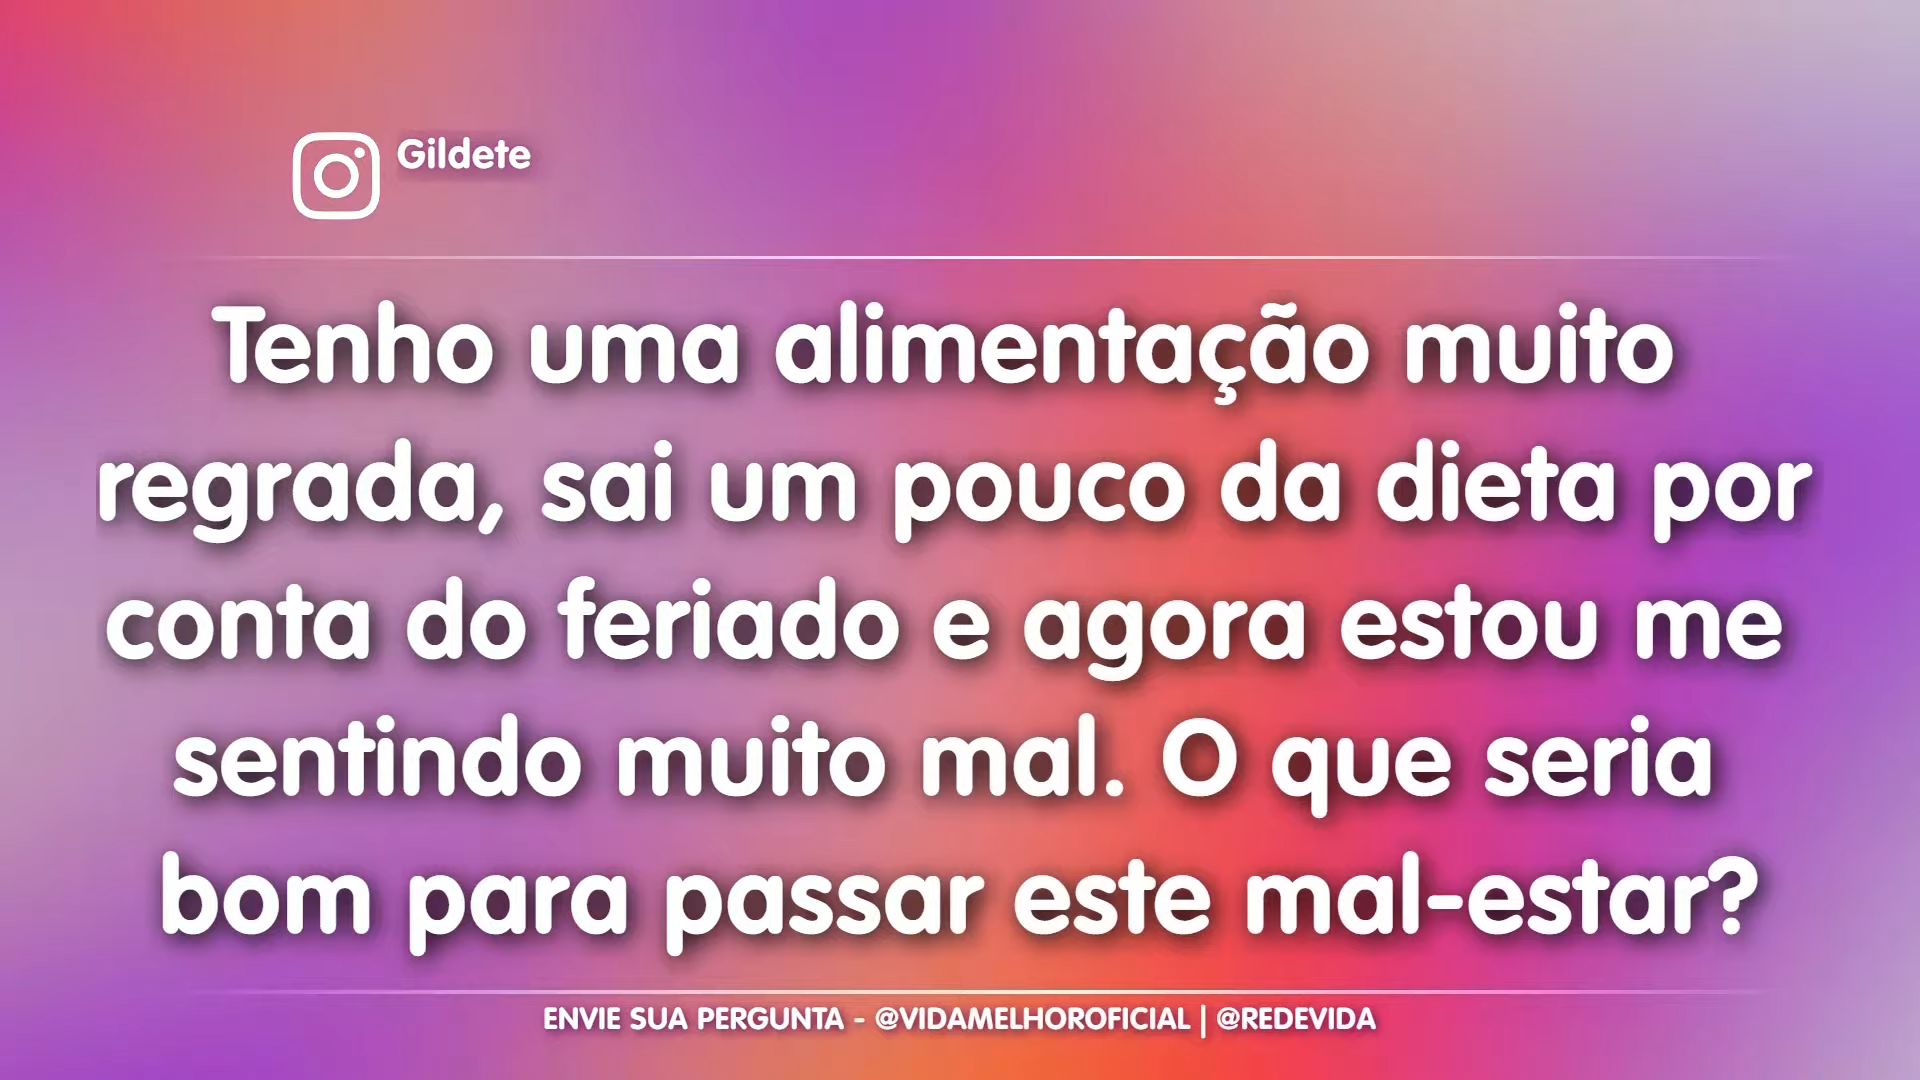 Gildete
Tenho uma alimentação muito
regrada, sai um pouco da dieta por
conta do feriado e agora estou me
sentindo muito mal. O que seria
bom para passar este mal-estar?
ENVIE SUA PERGUNTA - @VIDAMELHOROFICIAL | @REDEVIDA